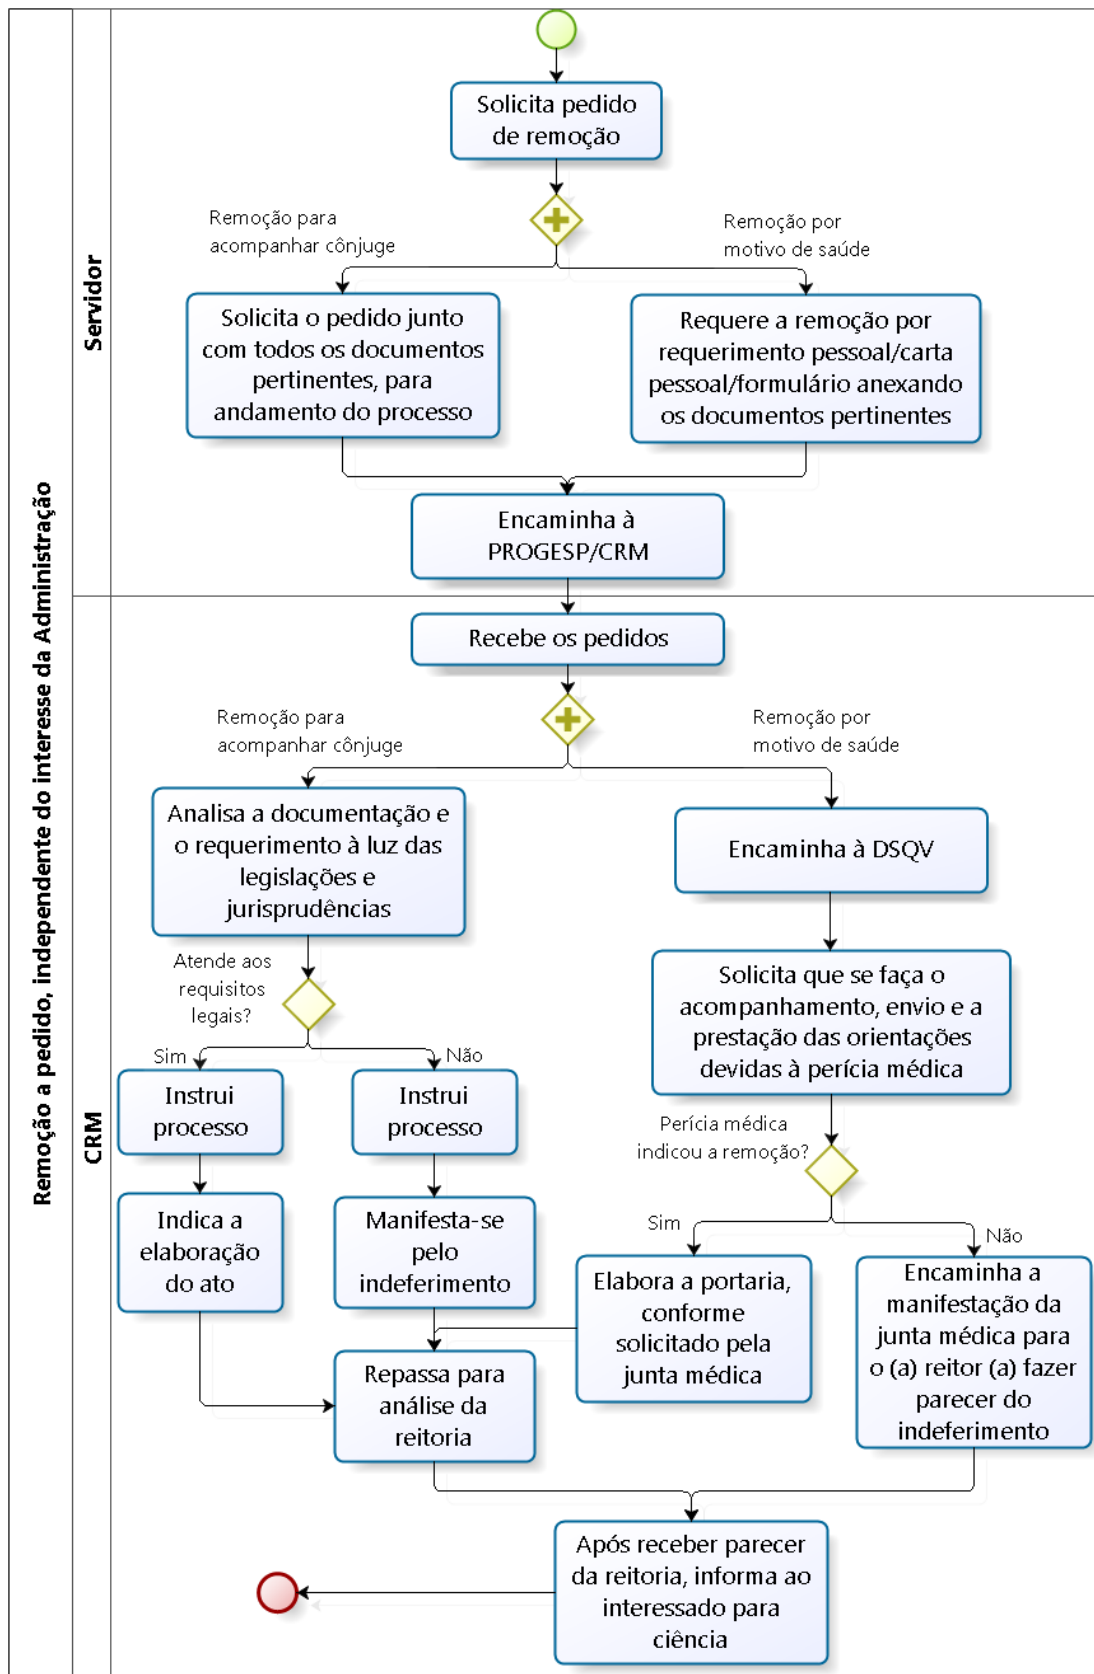 Remoção a pedido, independente do interesse da Administração
Servidor
Solicita pedido
de remoção
Remoção para
acompanhar cônjuge
Remoção por
motivo de saúde
Solicita o pedido junto
com todos os documentos
pertinentes, para
andamento do processo
Requere a remoção por
requerimento pessoal/carta
pessoal/formulário anexando
os documentos pertinentes
Encaminha à
PROGESP/CRM
CRM
Recebe os pedidos
Remoção para
acompanhar cônjuge
Remoção por
motivo de saúde
Analisa a documentação e
o requerimento à luz das
legislações e
jurisprudências
Encaminha à DSQV
Atende aos
requisitos
legais?
Solicita que se faça o
acompanhamento, envio e a
prestação das orientações
devidas à perícia médica
Sim
Não
Instrui
processo
Instrui
processo
Perícia médica
indicou a remoção?
Indica a
elaboração
do ato
Manifesta-se
pelo
indeferimento
Sim
Não
Elabora a portaria,
conforme
solicitado pela
junta médica
Encaminha a
manifestação da
junta médica para
o (a) reitor (a) fazer
parecer do
indeferimento
Repassa para
análise da
reitoria
Após receber parecer
da reitoria, informa ao
interessado para
ciência